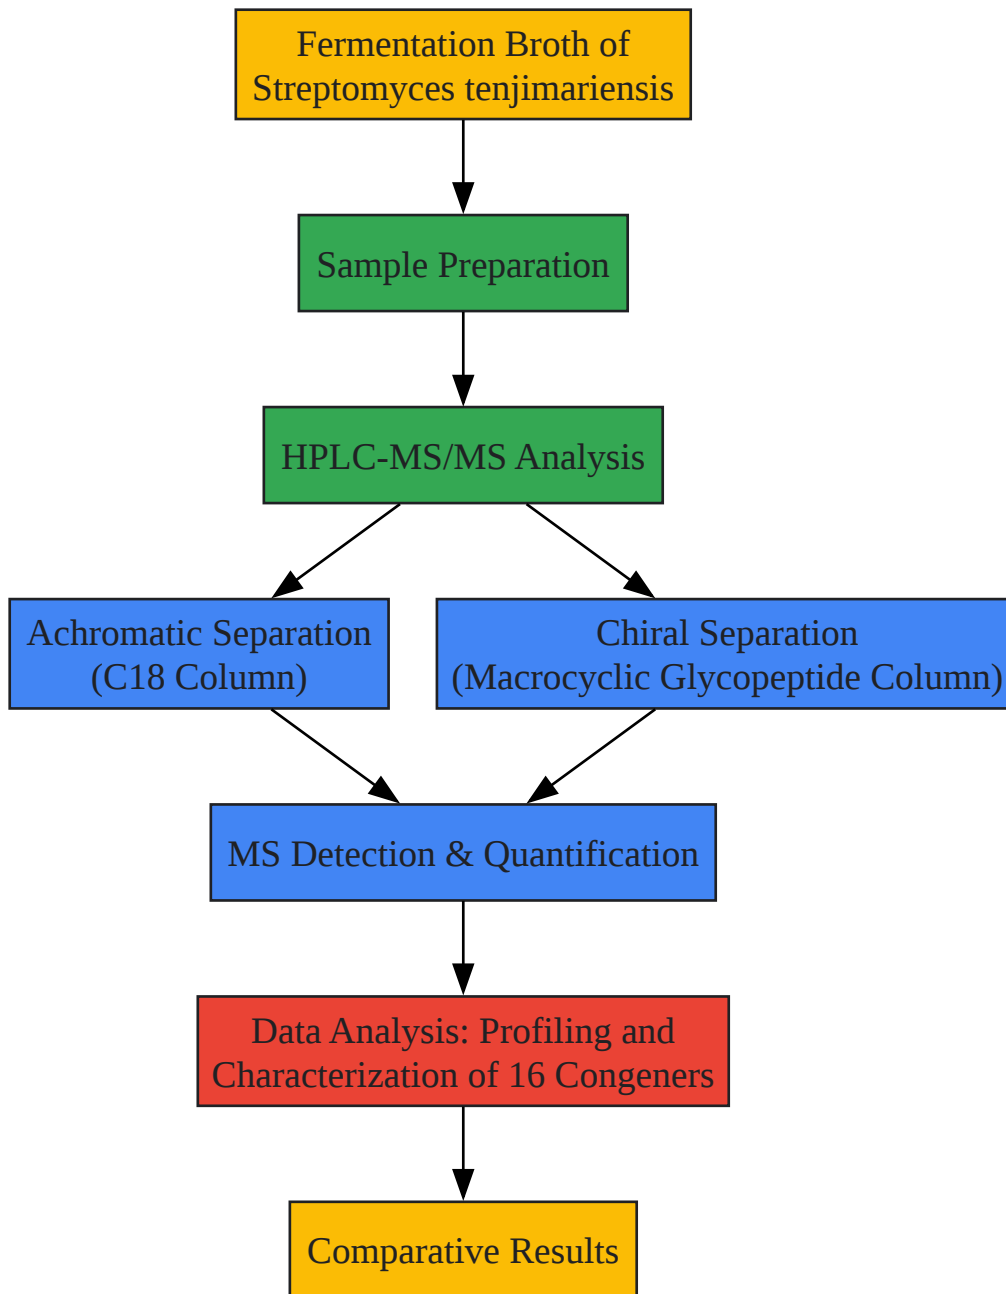 Fermentation Broth of
Streptomyces tenjimariensis
Sample Preparation
HPLC-MS/MS Analysis
Achromatic Separation
(C18 Column)
Chiral Separation
(Macrocyclic Glycopeptide Column)
MS Detection & Quantification
Data Analysis: Profiling and
Characterization of 16 Congeners
Comparative Results